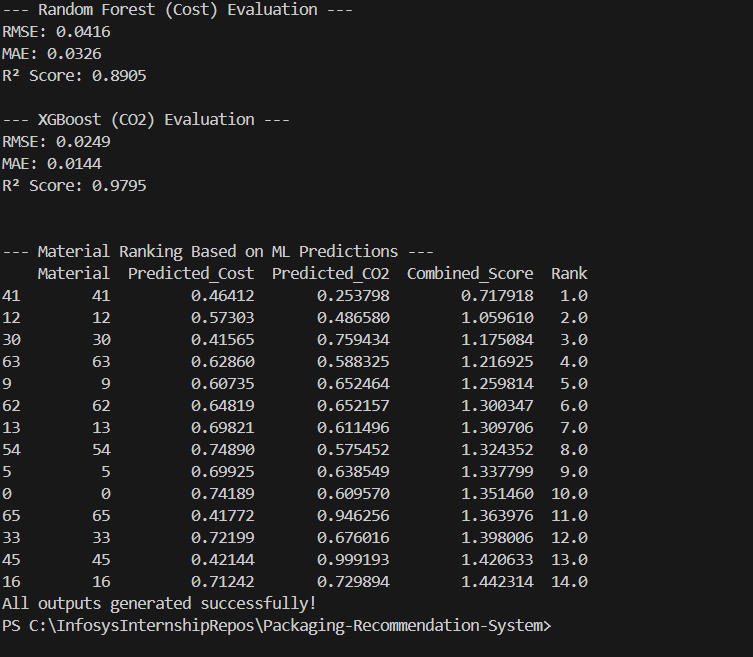 --- Random Forest (Cost) Evaluation ---
RMSE: 0.0416
MAE: 0.0326
R² Score: 0.8905
--- XGBoost (CO2) Evaluation ---
RMSE: 0.0249
MAE: 0.0144
R² Score: 0.9795
--- Material Ranking Based on ML Predictions ---
Material Predicted_Cost Predicted_CO2 Combined_Score Rank
41 41 0.46412 0.253798 0.717918 1.0
12 12 0.57303 0.486580 1.059610 2.0
30 30 0.41565 0.759434 1.175084 3.0
63 63 0.62860 0.588325 1.216925 4.0
9 9 0.60735 0.652464 1.259814 5.0
62 62 0.64819 0.652157 1.300347 6.0
13 13 0.69821 0.611496 1.309706 7.0
54 54 0.74890 0.575452 1.324352 8.0
5 5 0.69925 0.638549 1.337799 9.0
0 0 0.74189 0.609570 1.351460 10.0
65 65 0.41772 0.946256 1.363976 11.0
33 33 0.72199 0.676016 1.398006 12.0
45 45 0.42144 0.999193 1.420633 13.0
16 16 0.71242 0.729894 1.442314 14.0
All outputs generated successfully!
PS C:\InfosysInternshipRepos\Packaging-Recommendation-System>